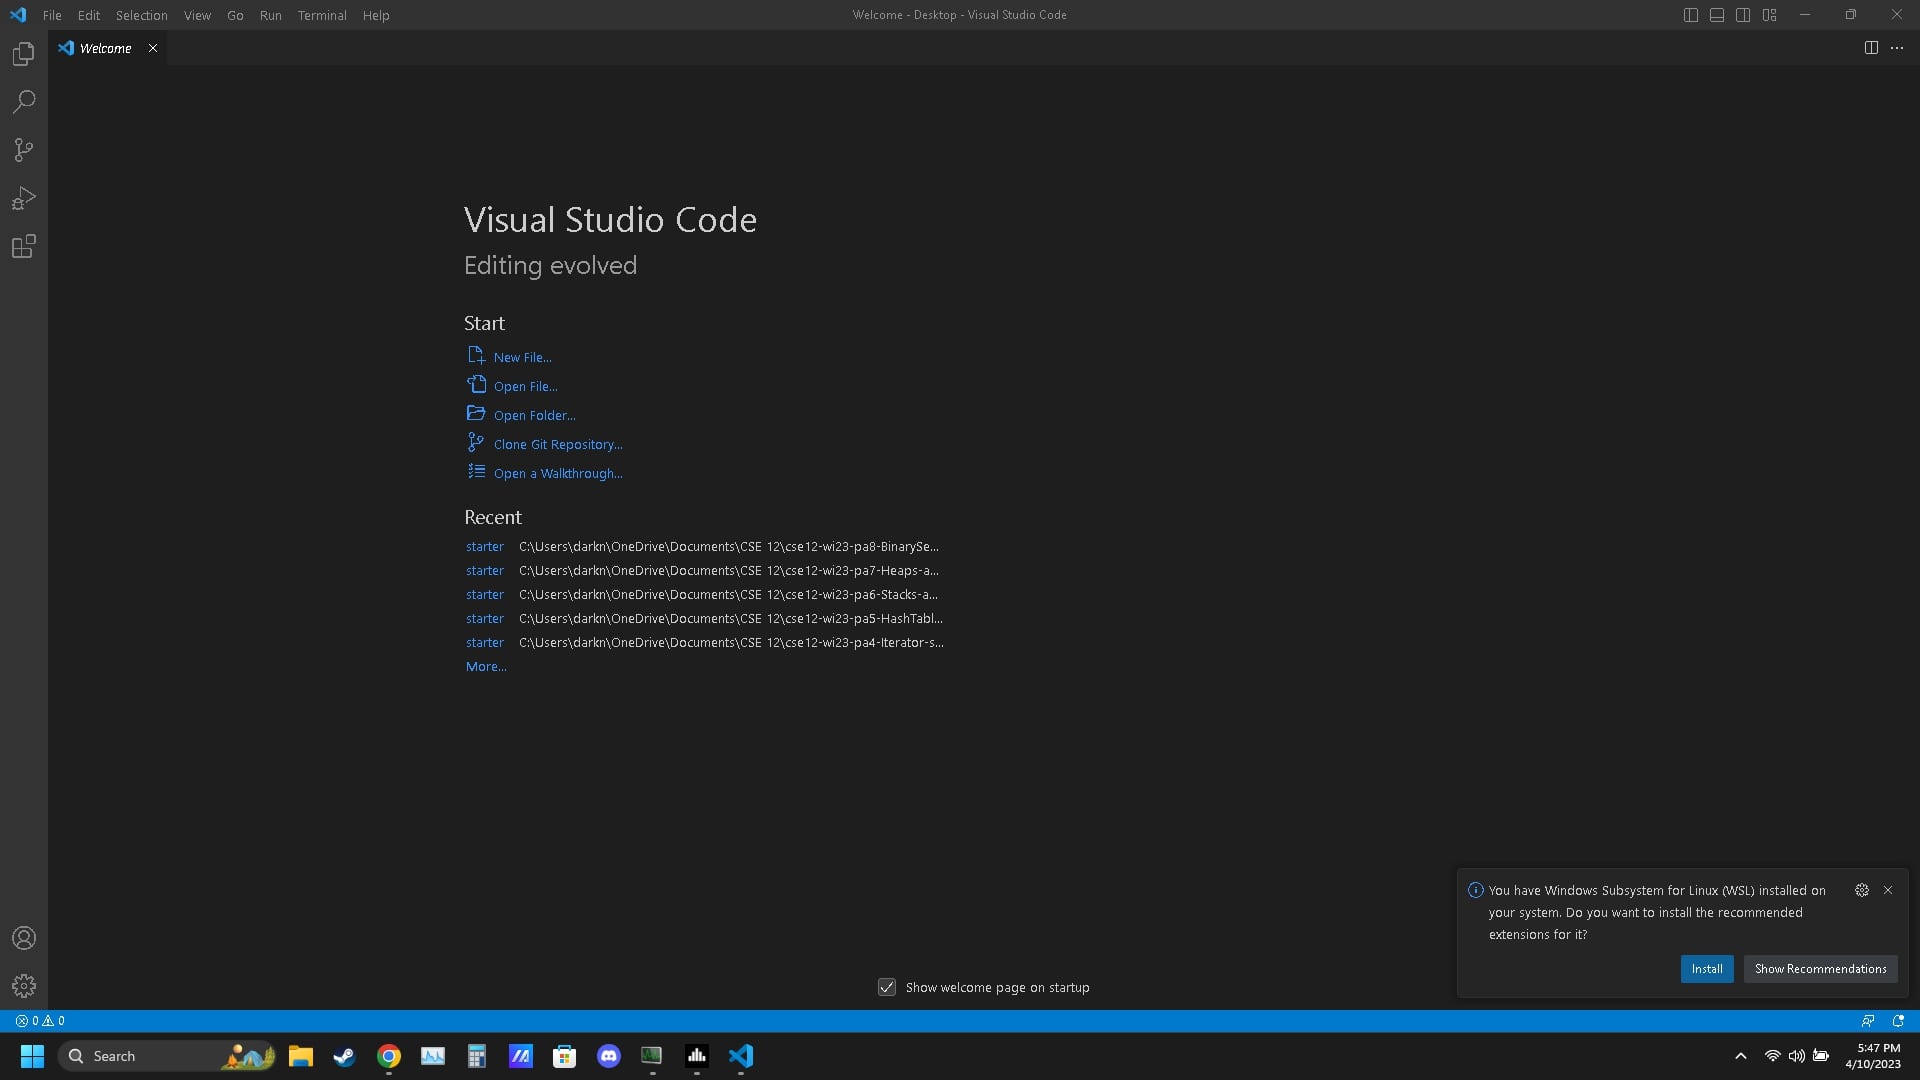 File Edit Selection View Go Run Terminal Help
Welcome - Desktop - Visual Studio Code
Welcome
Visual Studio Code
Editing evolved
Start
New File...
Open File...
Open Folder...
Clone Git Repository...
Open a Walkthrough...
Recent
starter C:\Users\darkn\OneDrive\Documents\CSE 12\cse12-wi23-pa8-BinarySe...
starter C:\Users\darkn\OneDrive\Documents\CSE 12\cse12-wi23-pa7-Heaps-a...
starter C:\Users\darkn\OneDrive\Documents\CSE 12\cse12-wi23-pa6-Stacks-a...
starter C:\Users\darkn\OneDrive\Documents\CSE 12\cse12-wi23-pa5-HashTabl...
starter C:\Users\darkn\OneDrive\Documents\CSE 12\cse12-wi23-pa4-Iterator-s...
More...
You have Windows Subsystem for Linux (WSL) installed on
your system. Do you want to install the recommended
extensions for it?
Install Show Recommendations
Show welcome page on startup
0 0
Search
5:47 PM
4/10/2023